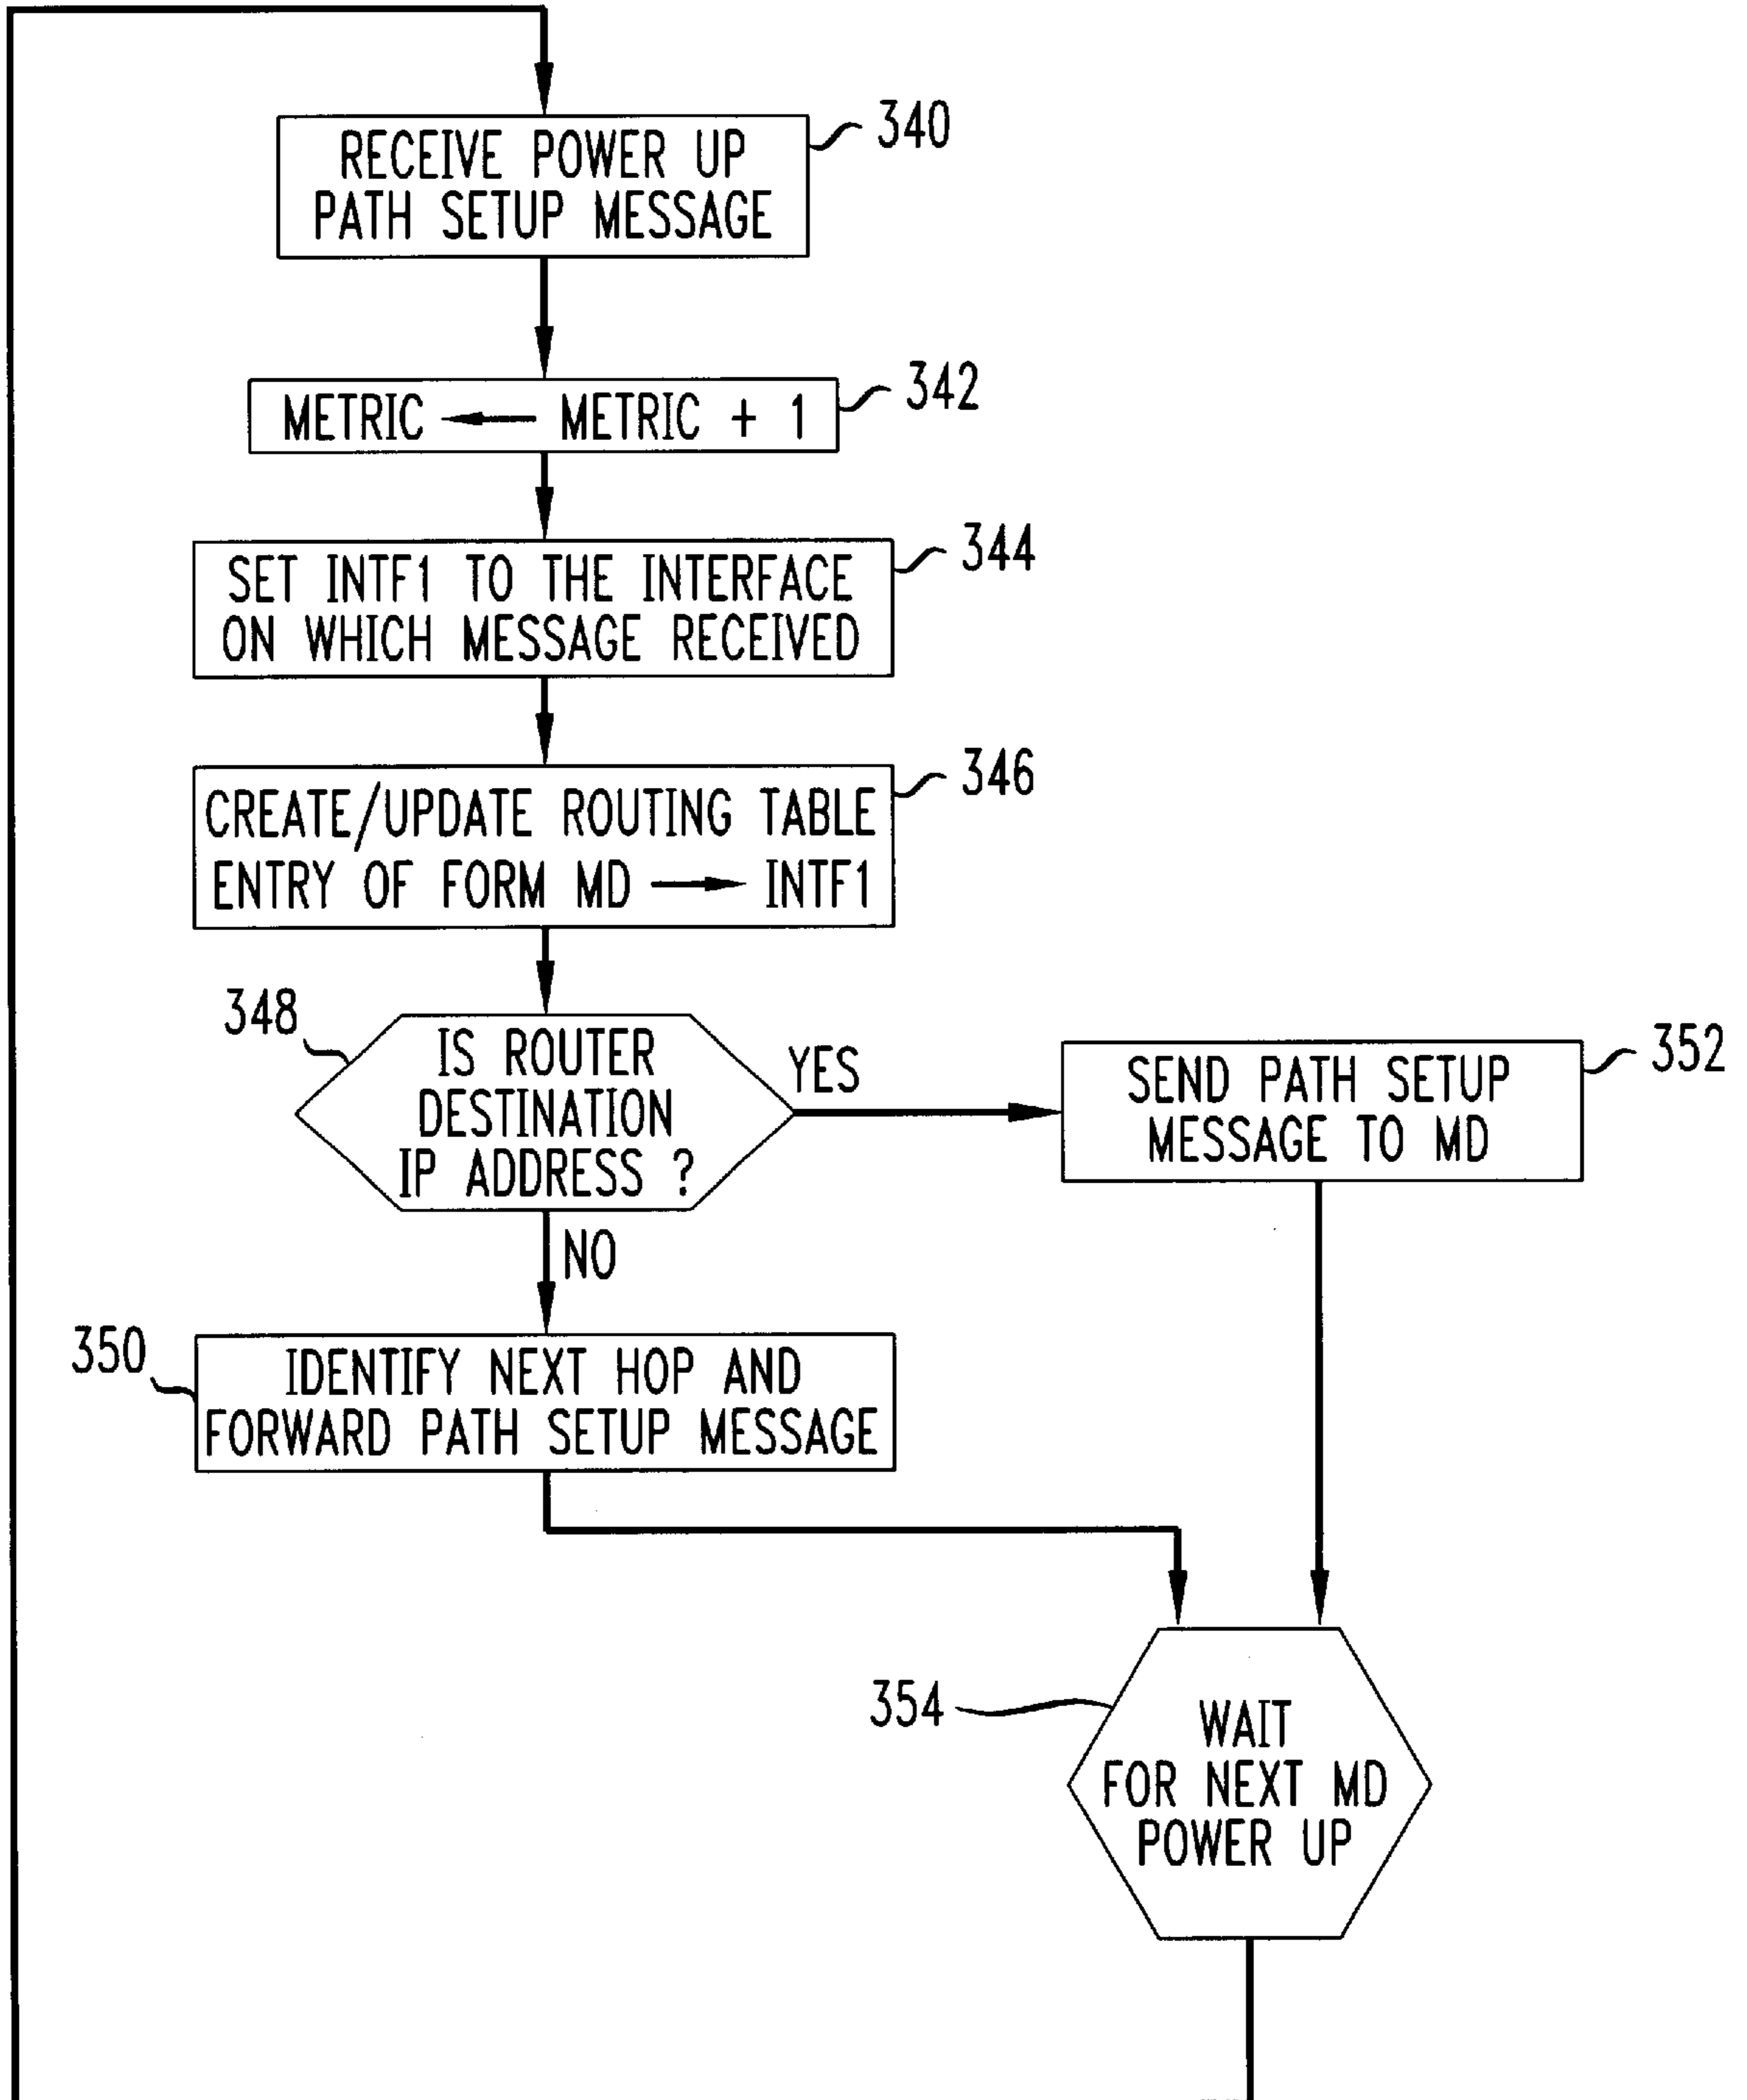 RECEIVE POWER UP
PATH SETUP MESSAGE
340
METRIC ← METRIC + 1
342
SET INTF1 TO THE INTERFACE
ON WHICH MESSAGE RECEIVED
344
CREATE/UPDATE ROUTING TABLE
ENTRY OF FORM MD → INTF1
346
348
IS ROUTER
DESTINATION
IP ADDRESS ?
YES
SEND PATH SETUP
MESSAGE TO MD
352
NO
350
IDENTIFY NEXT HOP AND
FORWARD PATH SETUP MESSAGE
354
WAIT
FOR NEXT MD
POWER UP